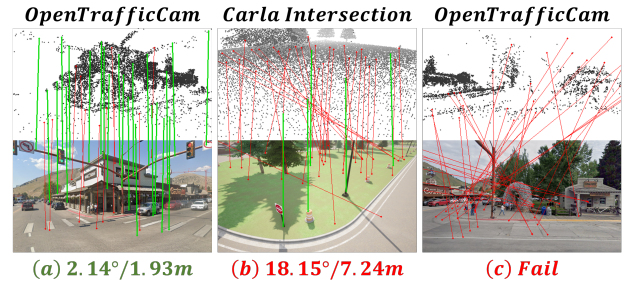 OpenTrafficCam
Carla Intersection
OpenTrafficCam
(a) 2.14°/1.93m
(b) 18.15°/7.24m
(c) Fail